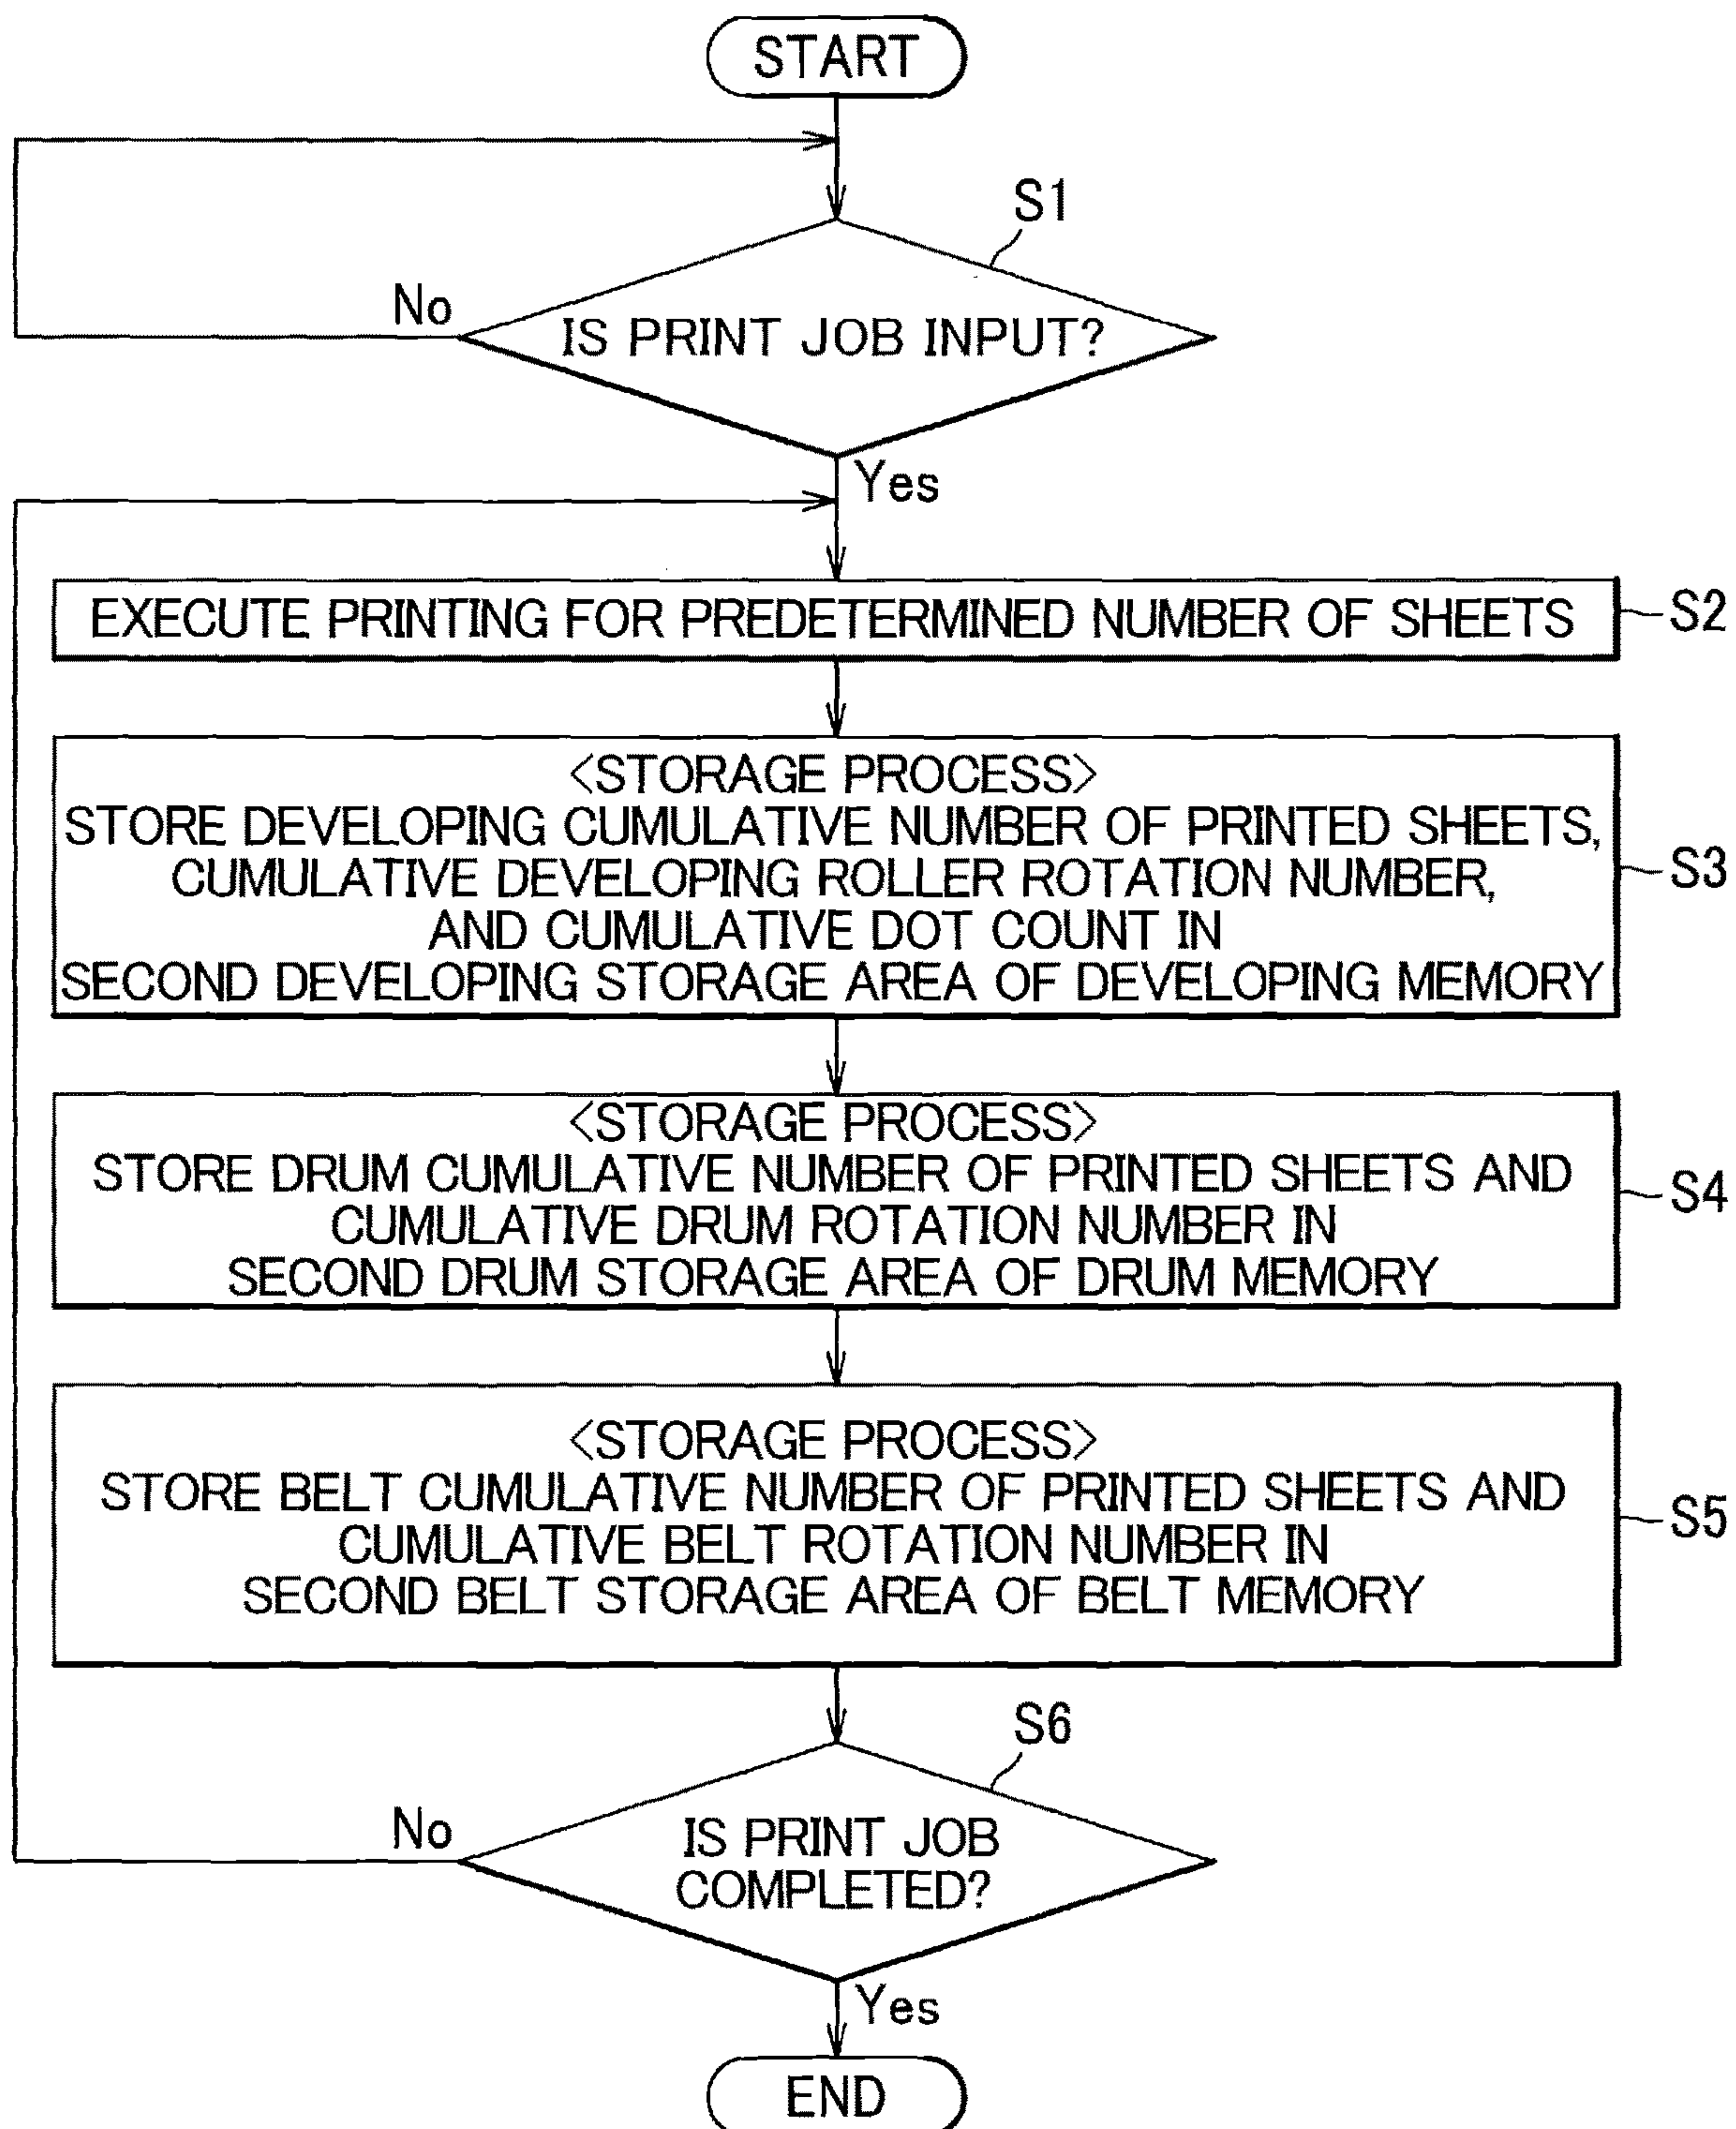 START
S1
No
IS PRINT JOB INPUT?
Yes
EXECUTE PRINTING FOR PREDETERMINED NUMBER OF SHEETS
S2
<STORAGE PROCESS>
STORE DEVELOPING CUMULATIVE NUMBER OF PRINTED SHEETS,
CUMULATIVE DEVELOPING ROLLER ROTATION NUMBER,
AND CUMULATIVE DOT COUNT IN
SECOND DEVELOPING STORAGE AREA OF DEVELOPING MEMORY
S3
<STORAGE PROCESS>
STORE DRUM CUMULATIVE NUMBER OF PRINTED SHEETS AND
CUMULATIVE DRUM ROTATION NUMBER IN
SECOND DRUM STORAGE AREA OF DRUM MEMORY
S4
<STORAGE PROCESS>
STORE BELT CUMULATIVE NUMBER OF PRINTED SHEETS AND
CUMULATIVE BELT ROTATION NUMBER IN
SECOND BELT STORAGE AREA OF BELT MEMORY
S5
S6
No
IS PRINT JOB
COMPLETED?
Yes
END